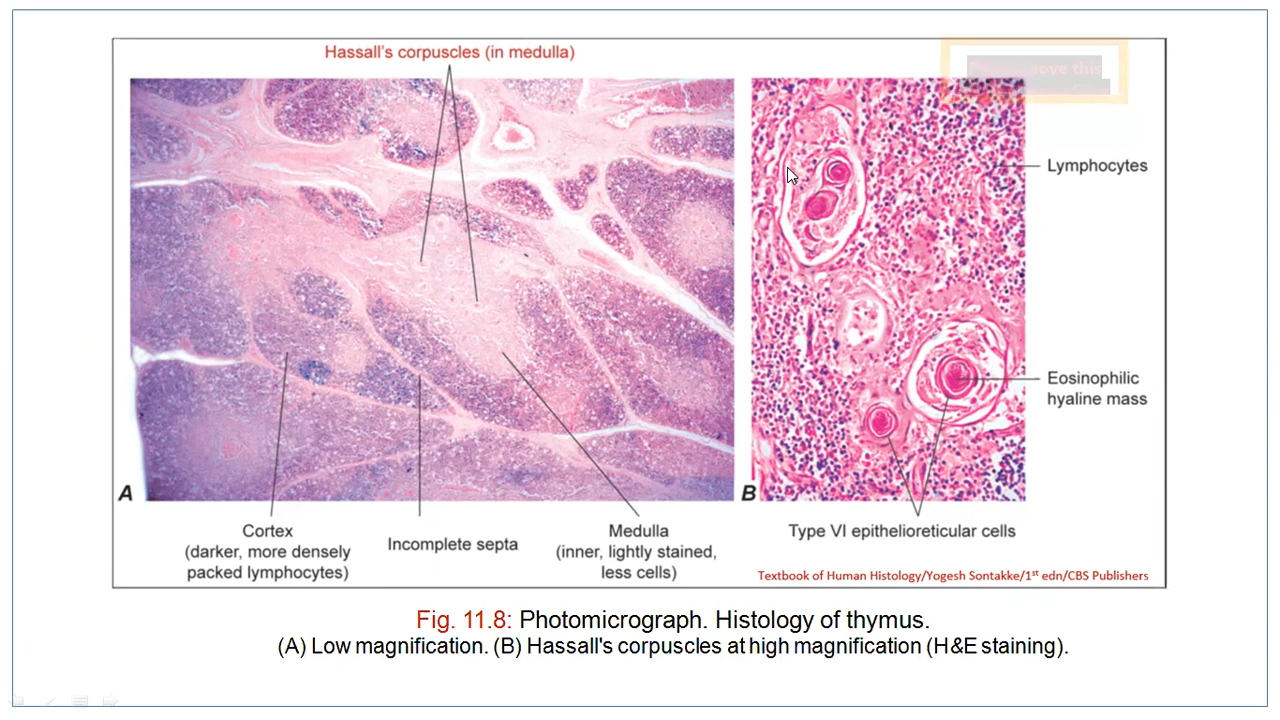 Hassall's corpuscles (in medulla)
ove this
Lymphocytes
Eosinophilic
hyaline mass
A
B
Cortex
(darker, more densely
packed lymphocytes)
Incomplete septa
Medulla
(inner, lightly stained,
less cells)
Type VI epithelioreticular cells
Textbook of Human Histology/Yogesh Sontakke/1st edn/CBS Publishers
Fig. 11.8: Photomicrograph. Histology of thymus.
(A) Low magnification. (B) Hassall's corpuscles at high magnification (H&E staining).